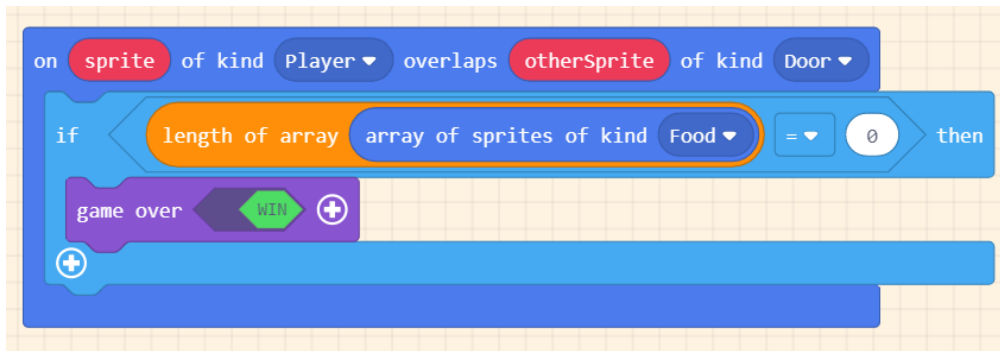 on sprite of kind Player overlaps otherSprite of kind Door
if length of array array of sprites of kind Food = 0 then
game over WIN